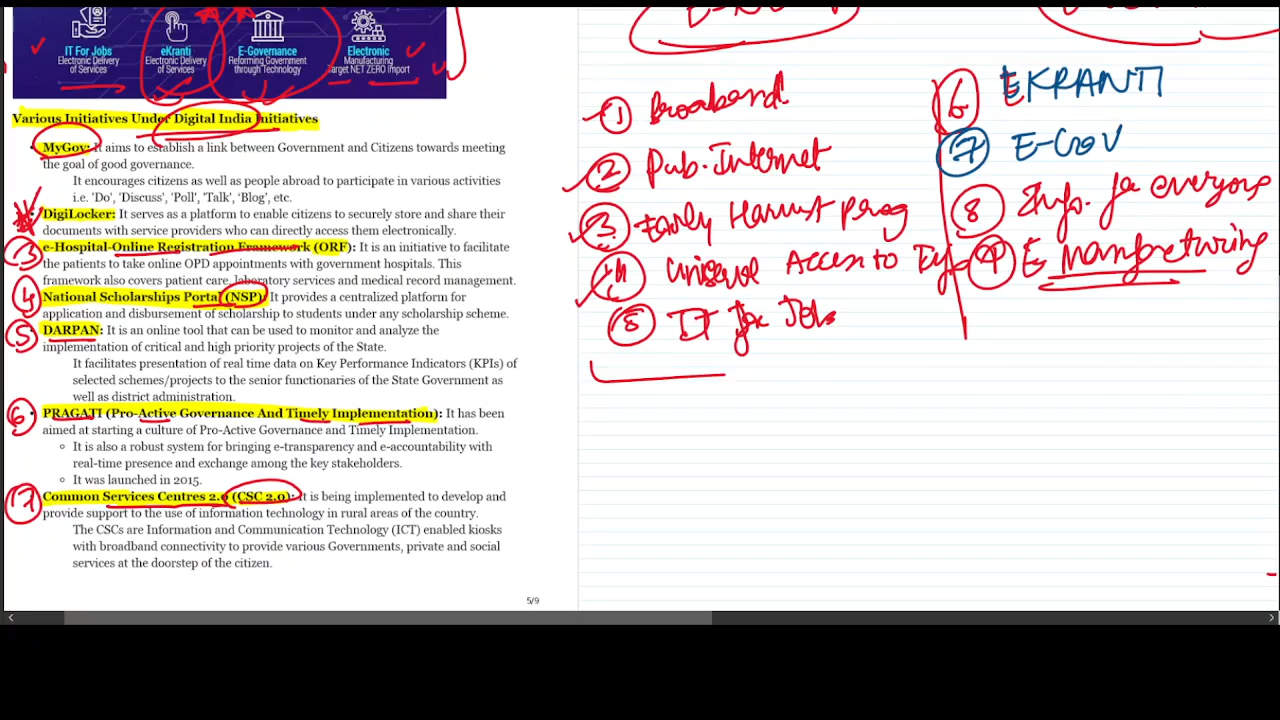 IT For Jobs
Electronic Delivery
of Services
eKranti
Electronic Delivery
of Services
E-Governance
Reforming Government
through Technology
Electronic
Manufacturing
Target NET ZERO Import
Various Initiatives Under Digital India Initiatives
• MyGov: It aims to establish a link between Government and Citizens towards meeting
the goal of good governance.
It encourages citizens as well as people abroad to participate in various activities
i.e. 'Do', 'Discuss', 'Poll', 'Talk', 'Blog', etc.
DigiLocker: It serves as a platform to enable citizens to securely store and share their
documents with service providers who can directly access them electronically.
③ e-Hospital-Online Registration Framework (ORF): It is an initiative to facilitate
the patients to take online OPD appointments with government hospitals. This
framework also covers patient care, laboratory services and medical record management.
④ National Scholarships Portal (NSP): It provides a centralized platform for
application and disbursement of scholarship to students under any scholarship scheme.
⑤ DARPAN: It is an online tool that can be used to monitor and analyze the
implementation of critical and high priority projects of the State.
It facilitates presentation of real time data on Key Performance Indicators (KPIs) of
selected schemes/projects to the senior functionaries of the State Government as
well as district administration.
⑥ • PRAGATI (Pro-Active Governance And Timely Implementation): It has been
aimed at starting a culture of Pro-Active Governance and Timely Implementation.
○ It is also a robust system for bringing e-transparency and e-accountability with
real-time presence and exchange among the key stakeholders.
○ It was launched in 2015.
⑦ Common Services Centres 2.0 (CSC 2.0): It is being implemented to develop and
provide support to the use of information technology in rural areas of the country.
The CSCs are Information and Communication Technology (ICT) enabled kiosks
with broadband connectivity to provide various Governments, private and social
services at the doorstep of the citizen.
5/9
① Broaband
② Pub. Internet
③ Early Harvest prog
④ Universal Access to
⑤ IT for Jobs
⑥ EKRANTI
⑦ E-Gov
⑧ Info. for everyone
⑨ E manufacturing